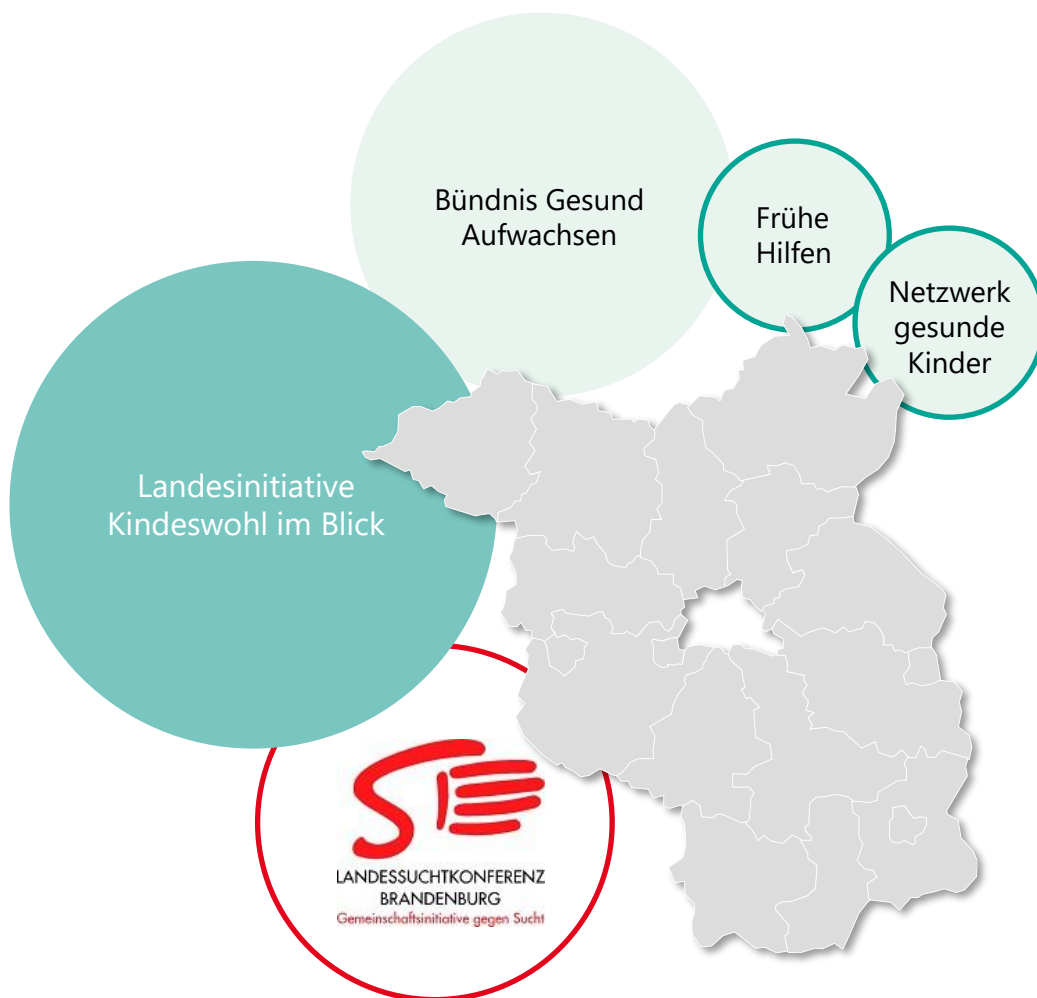 Bündnis Gesund
Aufwachsen
Frühe
Hilfen
Netzwerk
gesunde
Kinder
Landesinitiative
Kindeswohl im Blick
LANDESSUCHTKONFERENZ
BRANDENBURG
Gemeinschaftsinitiative gegen Sucht